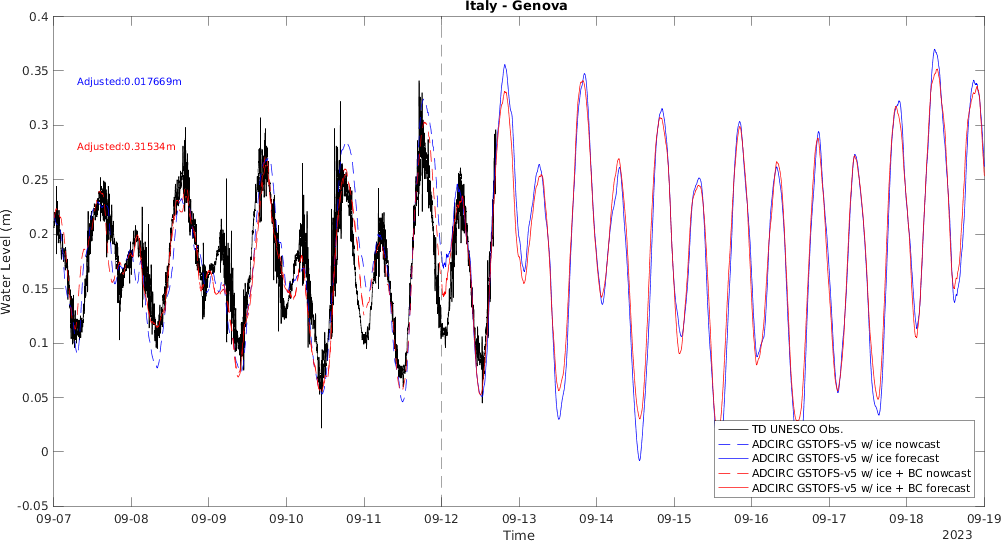 Italy - Genova
0.4
0.35
0.3
0.25
0.2
0.15
0.1
0.05
0
-0.05
Water Level (m)
Adjusted:0.017669m
Adjusted:0.31534m
TD UNESCO Obs.
ADCIRC GSTOFS-v5 w/ ice nowcast
ADCIRC GSTOFS-v5 w/ ice forecast
ADCIRC GSTOFS-v5 w/ ice + BC nowcast
ADCIRC GSTOFS-v5 w/ ice + BC forecast
09-07 09-08 09-09 09-10 09-11 09-12 09-13 09-14 09-15 09-16 09-17 09-18 09-19
Time
2023